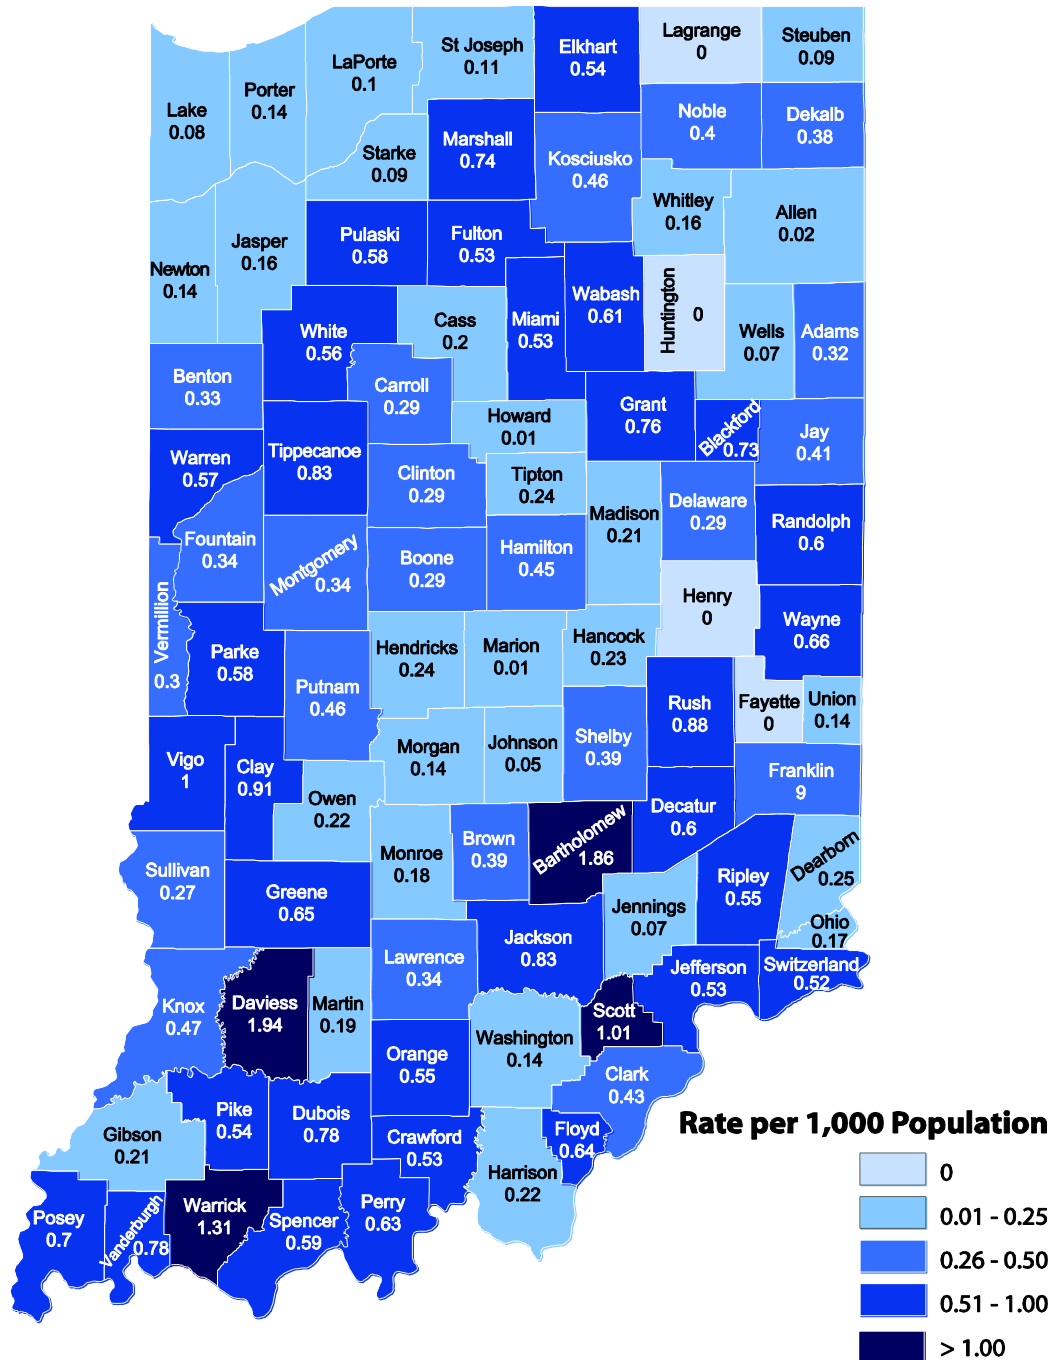 Lagrange
0
Steuben
0.09
Elkhart
0.54
St Joseph
0.11
LaPorte
0.1
Porter
0.14
Lake
0.08
Noble
0.4
Dekalb
0.38
Marshall
0.74
Starke
0.09
Kosciusko
0.46
Whitley
0.16
Allen
0.02
Jasper
0.16
Pulaski
0.58
Fulton
0.53
Newton
0.14
Wabash
0.61
Huntington
0
Miami
0.53
Cass
0.2
White
0.56
Wells
0.07
Adams
0.32
Benton
0.33
Carroll
0.29
Grant
0.76
Blackford
0.73
Howard
0.01
Jay
0.41
Tippecanoe
0.83
Warren
0.57
Clinton
0.29
Tipton
0.24
Madison
0.21
Delaware
0.29
Randolph
0.6
Fountain
0.34
Montgomery
0.34
Boone
0.29
Hamilton
0.45
Henry
0
Wayne
0.66
Vermillion
0.3
Parke
0.58
Hendricks
0.24
Marion
0.01
Hancock
0.23
Putnam
0.46
Rush
0.88
Fayette
0
Union
0.14
Morgan
0.14
Johnson
0.05
Shelby
0.39
Vigo
1
Clay
0.91
Franklin
9
Owen
0.22
Decatur
0.6
Bartholomew
1.86
Brown
0.39
Monroe
0.18
Sullivan
0.27
Greene
0.65
Ripley
0.55
Dearborn
0.25
Jennings
0.07
Ohio
0.17
Jackson
0.83
Lawrence
0.34
Jefferson
0.53
Switzerland
0.52
Knox
0.47
Daviess
1.94
Martin
0.19
Scott
1.01
Washington
0.14
Orange
0.55
Clark
0.43
Pike
0.54
Dubois
0.78
Gibson
0.21
Crawford
0.53
Floyd
0.64
Harrison
0.22
Posey
0.7
Vanderburgh
0.78
Warrick
1.31
Spencer
0.59
Perry
0.63
Rate per 1,000 Population
0
0.01 - 0.25
0.26 - 0.50
0.51 - 1.00
> 1.00